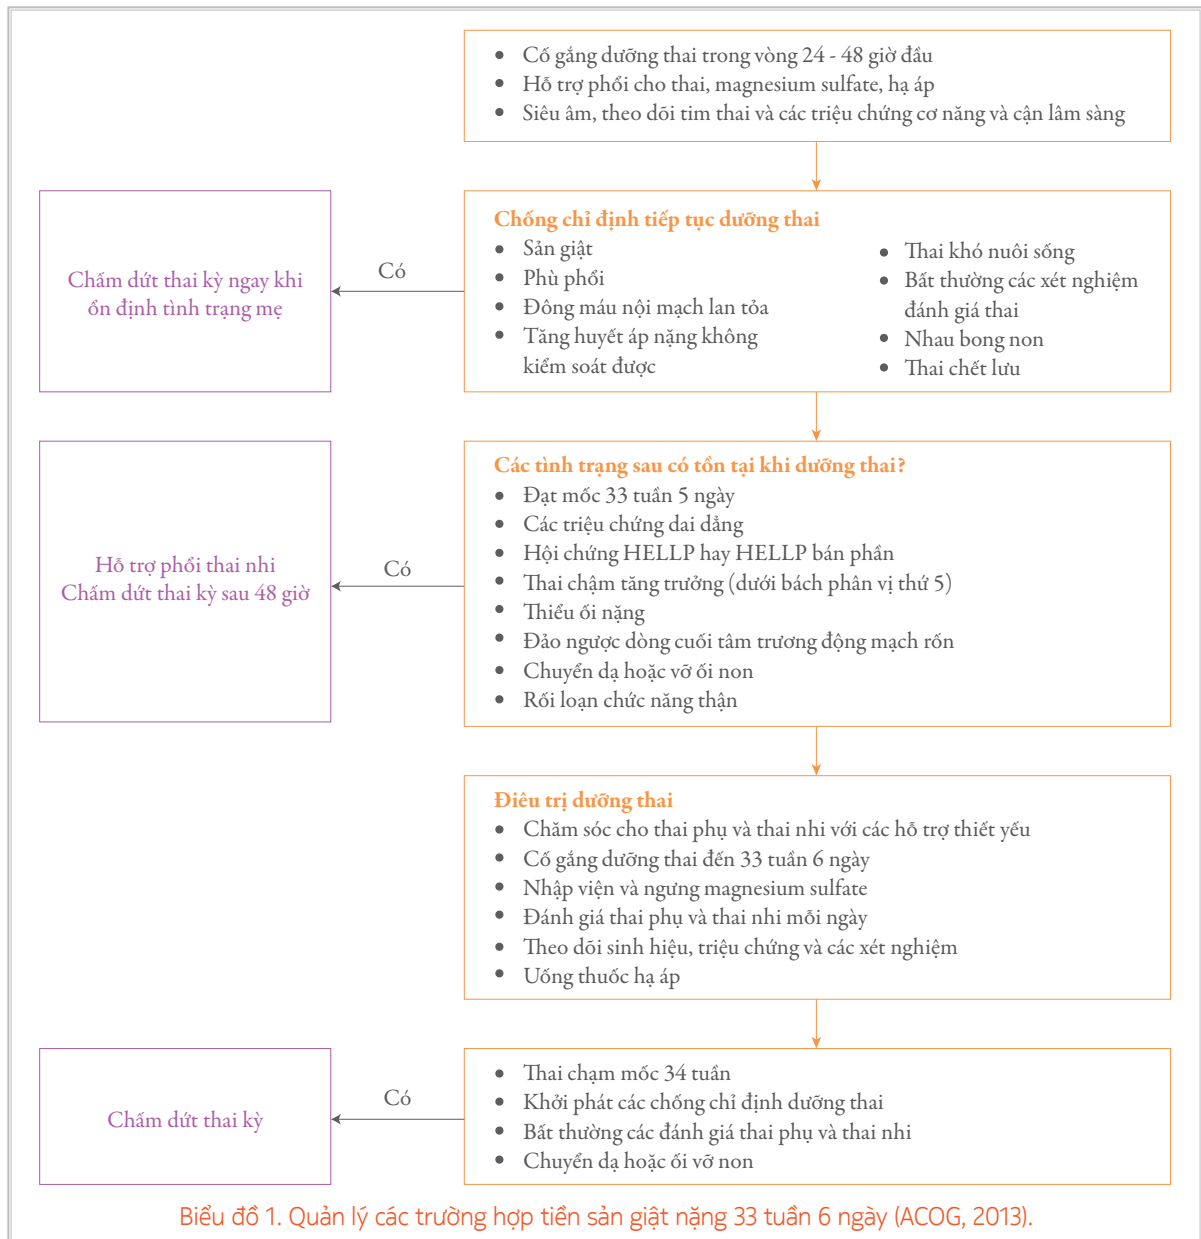 • Cố gắng dưỡng thai trong vòng 24 - 48 giờ đầu
• Hỗ trợ phổi cho thai, magnesium sulfate, hạ áp
• Siêu âm, theo dõi tim thai và các triệu chứng cơ năng và cận lâm sàng
Chống chỉ định tiếp tục dưỡng thai
• Sản giật
• Phù phổi
• Đông máu nội mạch lan tỏa
• Tăng huyết áp nặng không
kiểm soát được
• Thai khó nuôi sống
• Bất thường các xét nghiệm
đánh giá thai
• Nhau bong non
• Thai chết lưu
Có
Chấm dứt thai kỳ ngay khi
ổn định tình trạng mẹ
Các tình trạng sau có tồn tại khi dưỡng thai?
• Đạt mốc 33 tuần 5 ngày
• Các triệu chứng dai dẳng
• Hội chứng HELLP hay HELLP bán phần
• Thai chậm tăng trưởng (dưới bách phân vị thứ 5)
• Thiểu ối nặng
• Đảo ngược dòng cuối tâm trương động mạch rốn
• Chuyển dạ hoặc vỡ ối non
• Rối loạn chức năng thận
Có
Hỗ trợ phổi thai nhi
Chấm dứt thai kỳ sau 48 giờ
Điều trị dưỡng thai
• Chăm sóc cho thai phụ và thai nhi với các hỗ trợ thiết yếu
• Cố gắng dưỡng thai đến 33 tuần 6 ngày
• Nhập viện và ngưng magnesium sulfate
• Đánh giá thai phụ và thai nhi mỗi ngày
• Theo dõi sinh hiệu, triệu chứng và các xét nghiệm
• Uống thuốc hạ áp
• Thai chạm mốc 34 tuần
• Khởi phát các chống chỉ định dưỡng thai
• Bất thường các đánh giá thai phụ và thai nhi
• Chuyển dạ hoặc ối vỡ non
Có
Chấm dứt thai kỳ
Biểu đồ 1. Quản lý các trường hợp tiền sản giật nặng 33 tuần 6 ngày (ACOG, 2013).